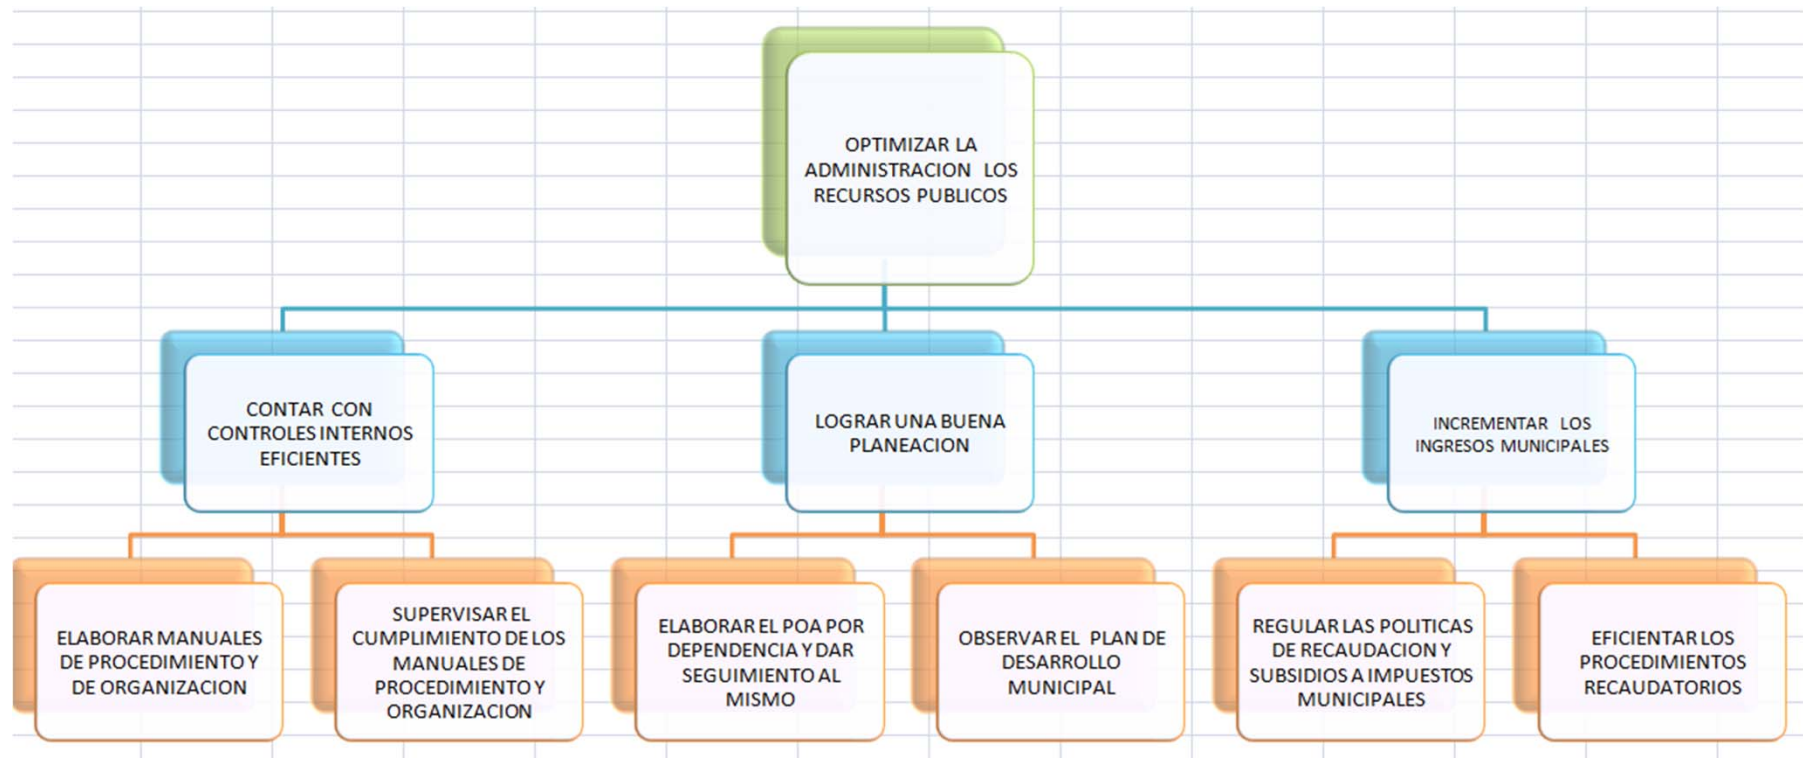 OPTIMIZAR LA
ADMINISTRACION LOS
RECURSOS PUBLICOS
CONTAR CON
CONTROLES INTERNOS
EFICIENTES
LOGRAR UNA BUENA
PLANEACION
INCREMENTAR LOS
INGRESOS MUNICIPALES
ELABORAR MANUALES
DE PROCEDIMIENTO Y
DE ORGANIZACION
SUPERVISAR EL
CUMPLIMIENTO DE LOS
MANUALES DE
PROCEDIMIENTO Y
ORGANIZACION
ELABORAR EL POA POR
DEPENDENCIA Y DAR
SEGUIMIENTO AL
MISMO
OBSERVAR EL PLAN DE
DESARROLLO
MUNICIPAL
REGULAR LAS POLITICAS
DE RECAUDACION Y
SUBSIDIOS A IMPUESTOS
MUNICIPALES
EFICIENTAR LOS
PROCEDIMIENTOS
RECAUDATORIOS